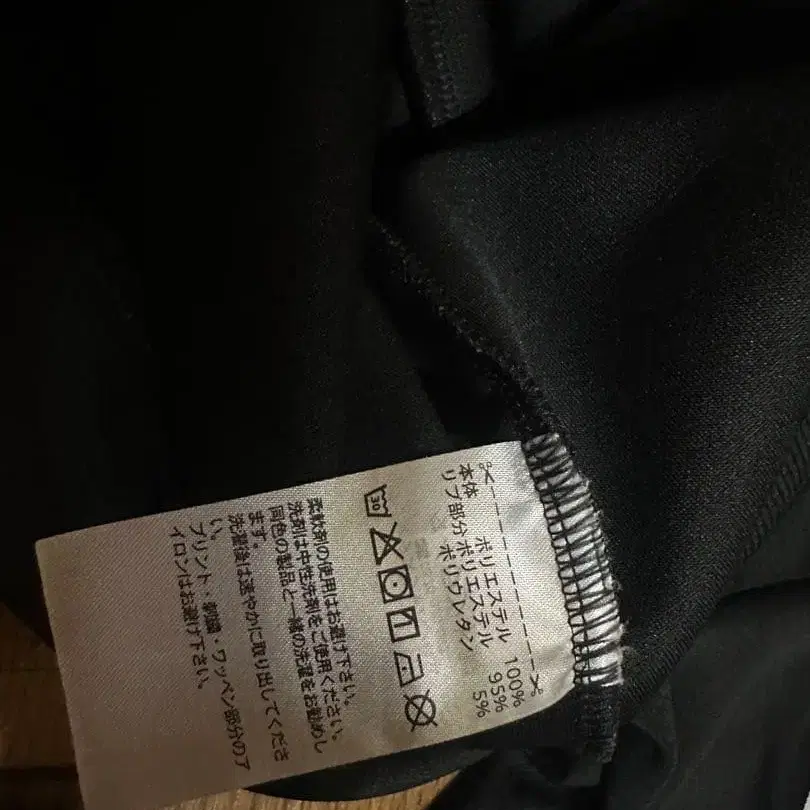 本体 ポリエステル 100%
リブ部分 ポリエステル 95%
ポリウレタン 5%
30
柔軟剤の使用はお避け下さい。
洗剤は中性洗剤をご使用ください。
同色の製品と一緒の洗濯をお勧めし
ます。
洗濯後は速やかに取り出してくださ
い。
プリント・刺繍・ワッペン部分のア
イロンはお避け下さい。